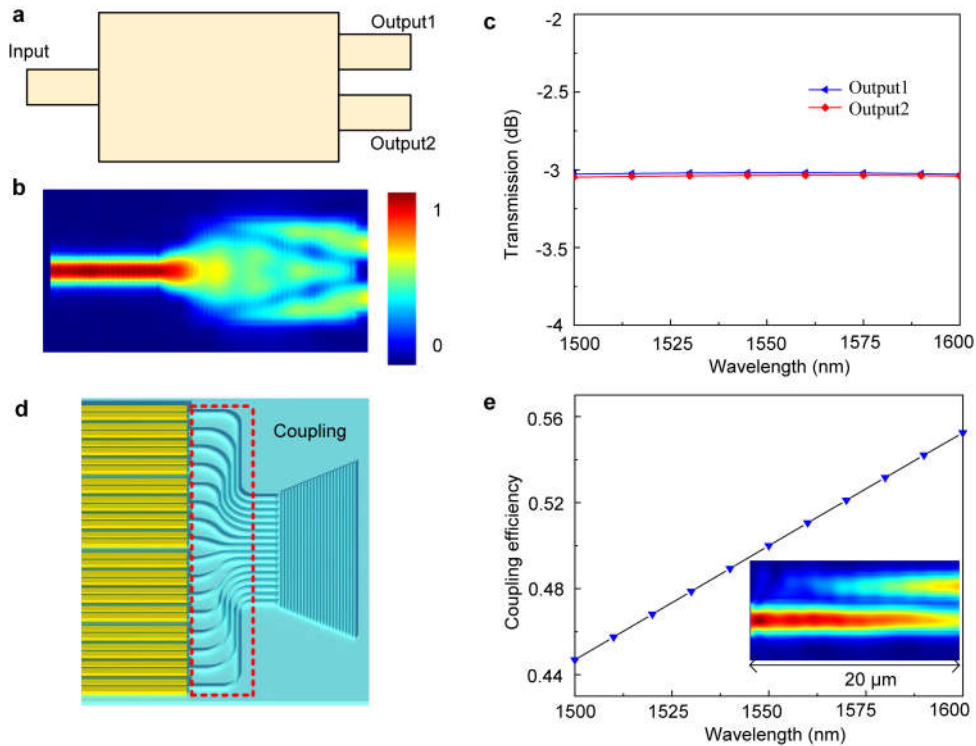 a
Input
Output1
Output2
b
1
0
c
-2
-2.5
-3
-3.5
-4
Transmission (dB)
Output1
Output2
1500
1525
1550
1575
1600
Wavelength (nm)
d
Coupling
e
0.56
0.52
0.48
0.44
Coupling efficiency
20 μm
1500
1525
1550
1575
1600
Wavelength (nm)